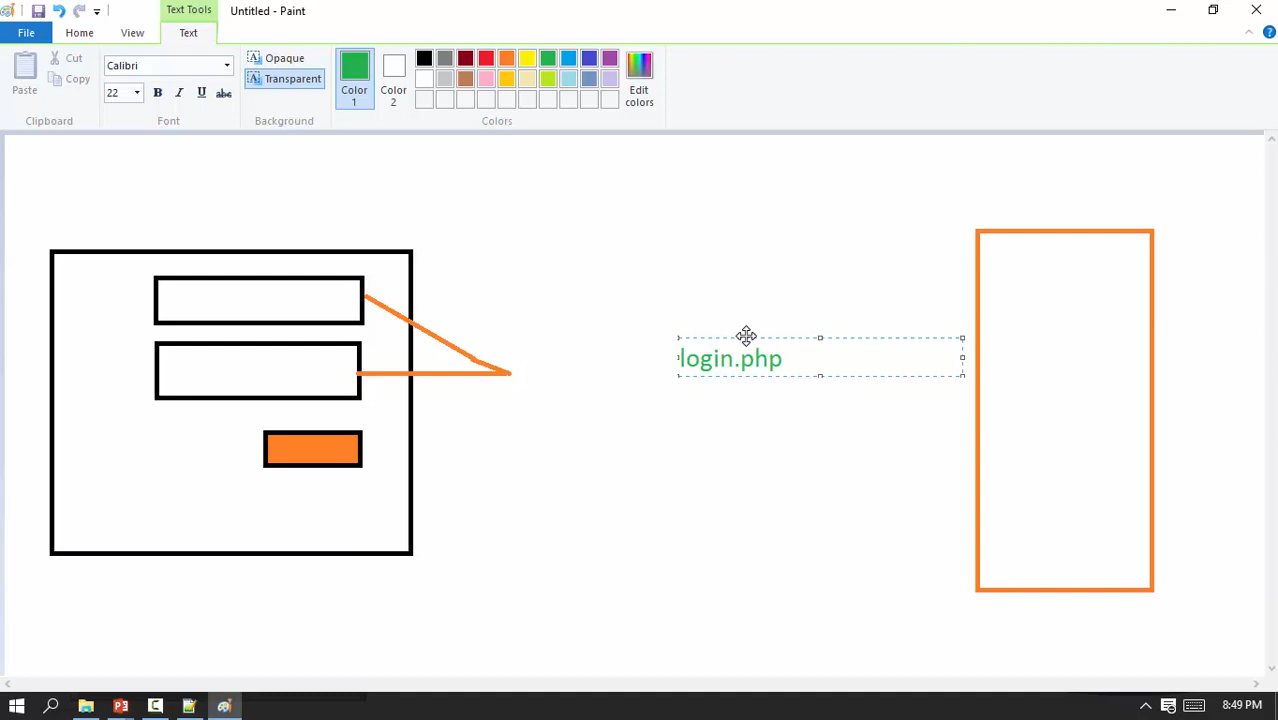 Text Tools
Untitled - Paint
File
Home
View
Text
Paste
Cut
Copy
Clipboard
Calibri
22
B I U abc
Font
Opaque
Transparent
Background
Color 1
Color 2
Edit colors
Colors
login.php
8:49 PM